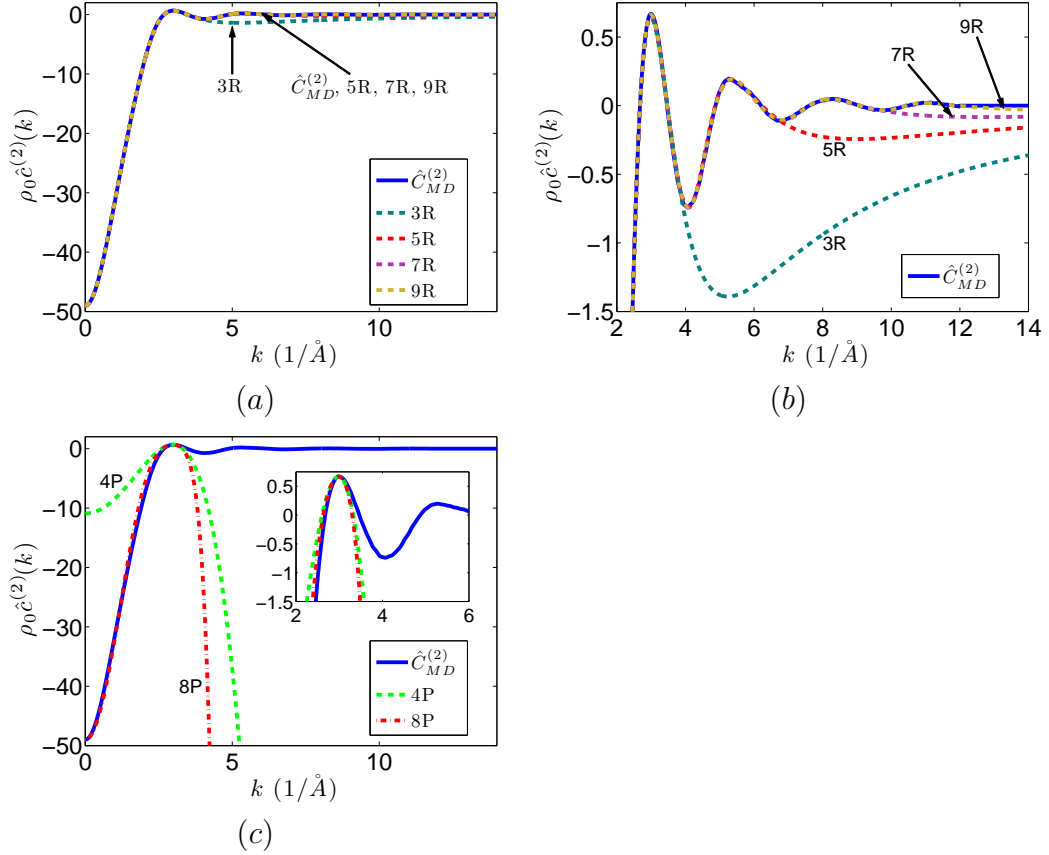 0
−10
−20
−30
−40
−50
0 5 10
ρ₀ĉ⁽²⁾(k)
k (1/Å)
3R
Ĉ_{MD}^{(2)}, 5R, 7R, 9R
Ĉ_{MD}^{(2)}
3R
5R
7R
9R
(a)
0.5
0
−0.5
−1
−1.5
2 4 6 8 10 12 14
ρ₀ĉ⁽²⁾(k)
k (1/Å)
9R
7R
5R
3R
Ĉ_{MD}^{(2)}
(b)
0
−10
−20
−30
−40
−50
0 5 10
ρ₀ĉ⁽²⁾(k)
k (1/Å)
4P
8P
0.5
0
−0.5
−1
−1.5
2 4 6
Ĉ_{MD}^{(2)}
4P
8P
(c)